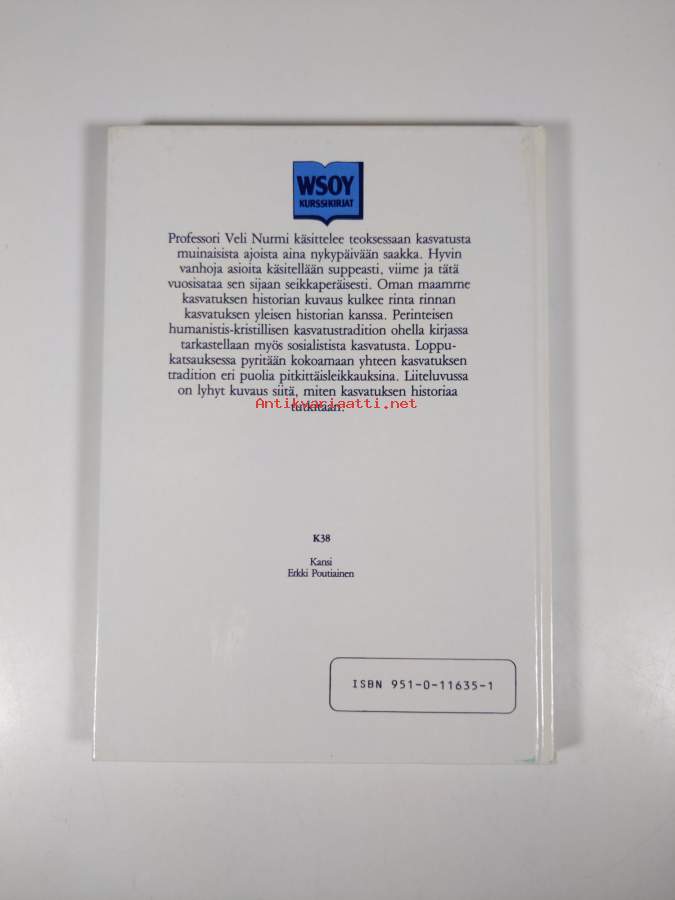 WSOY
KURSSIKIRJAT
Professori Veli Nurmi käsittelee teoksessaan kasvatusta
muinaisista ajoista aina nykypäivään saakka. Hyvin
vanhoja asioita käsitellään suppeasti, viime ja tätä
vuosisataa sen sijaan seikkaperäisesti. Oman maamme
kasvatuksen historian kuvaus kulkee rinta rinnan
kasvatuksen yleisen historian kanssa. Perinteisen
humanistis-kristillisen kasvatustradition ohella kirjassa
tarkastellaan myös sosialistista kasvatusta. Loppu-
katsauksessa pyritään kokoamaan yhteen kasvatuksen
tradition eri puolia pitkittäisleikkauksina. Liiteluvussa
on lyhyt kuvaus siitä, miten kasvatuksen historiaa
Antikvariaatti.net
tutkitaan.
K38
Kansi
Erkki Poutiainen
ISBN 951-0-11635-1